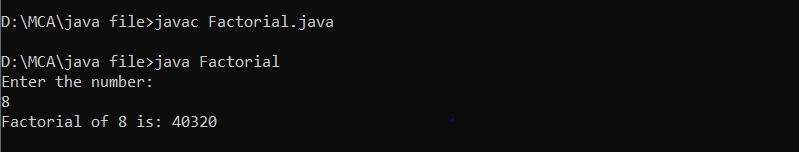 D:\MCA\java file>javac Factorial.java
D:\MCA\java file>java Factorial
Enter the number:
8
Factorial of 8 is: 40320